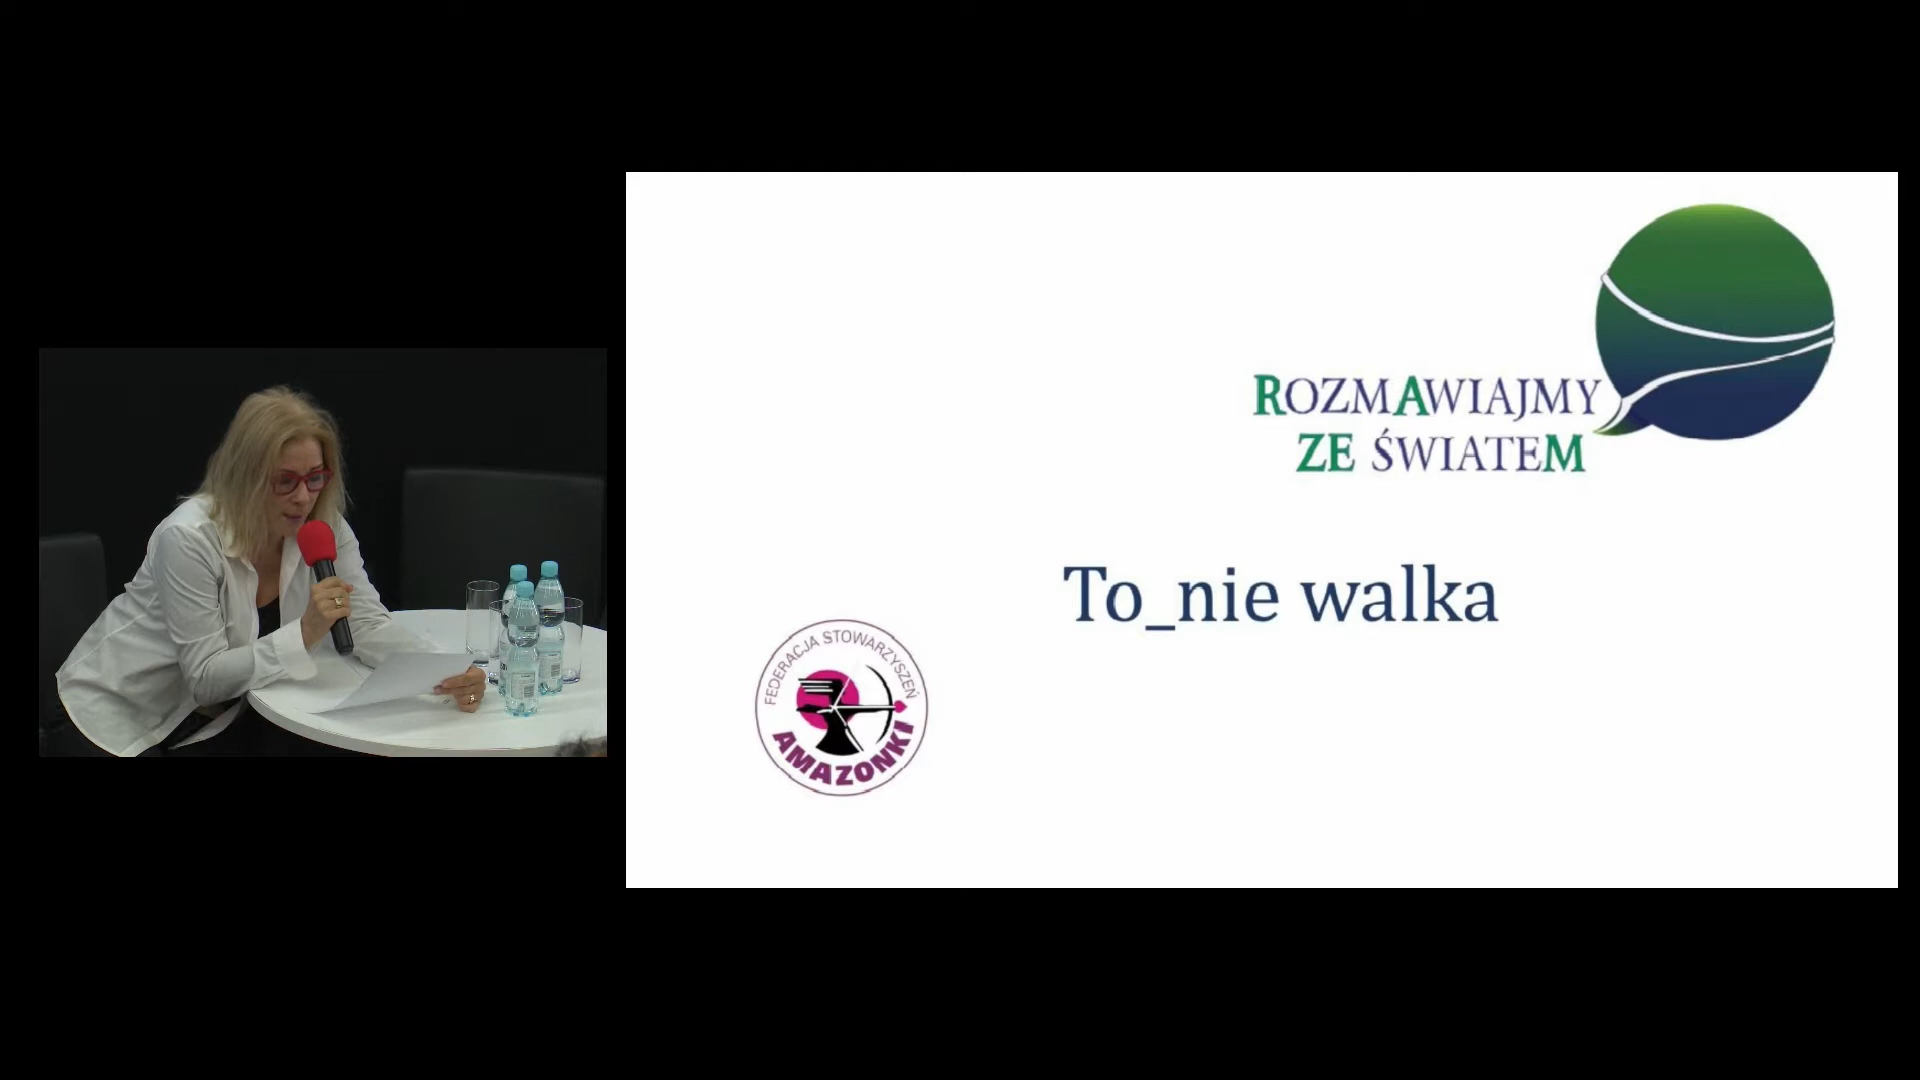 ROZMAWIAJMY
ZE ŚWIATEM
To_nie walka
FEDERACJA STOWARZYSZEŃ
AMAZONKI